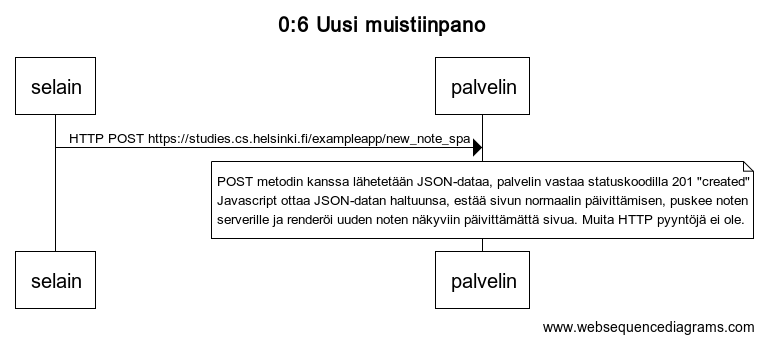 0:6 Uusi muistiinpano
selain
palvelin
HTTP POST https://studies.cs.helsinki.fi/exampleapp/new_note_spa
POST metodin kanssa lähetetään JSON-dataa, palvelin vastaa statuskoodilla 201 "created"
Javascript ottaa JSON-datan haltuunsa, estää sivun normaalin päivittämisen, puskee noten
serverille ja renderöi uuden noten näkyviin päivittämättä sivua. Muita HTTP pyyntöjä ei ole.
selain
palvelin
www.websequencediagrams.com